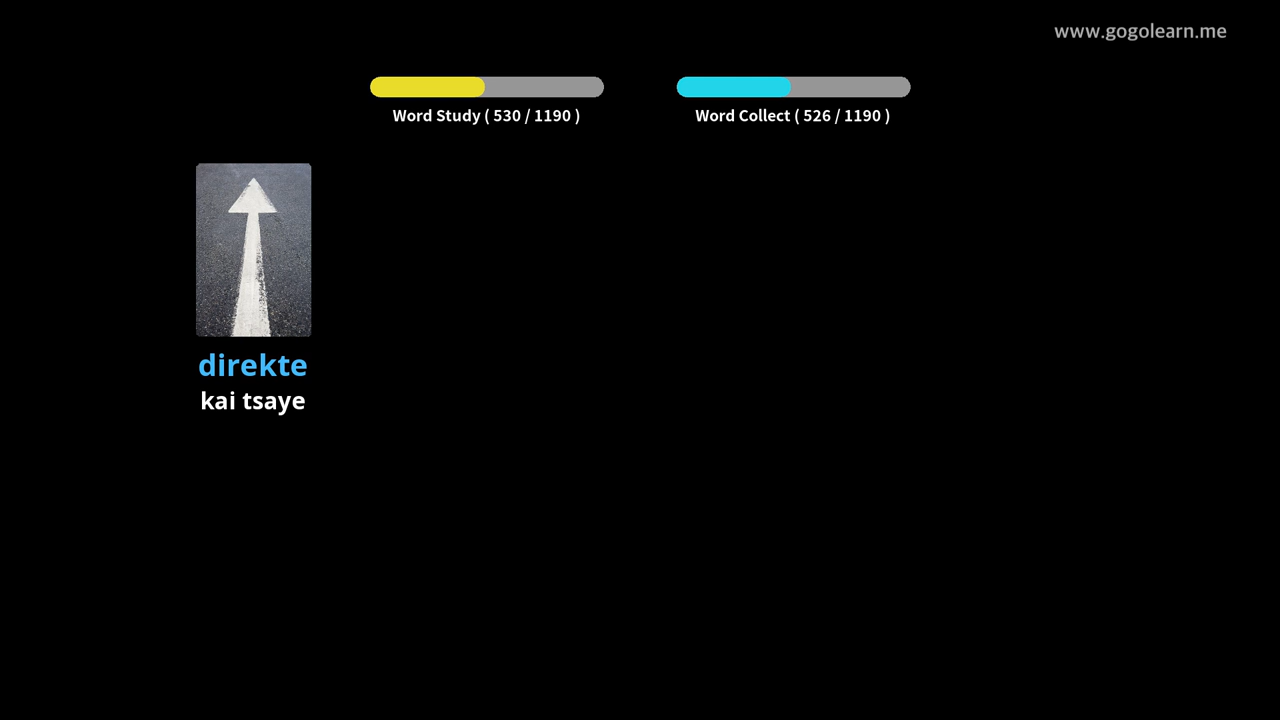 www.gogolearn.me
Word Study ( 530 / 1190 )
Word Collect ( 526 / 1190 )
direkte
kai tsaye